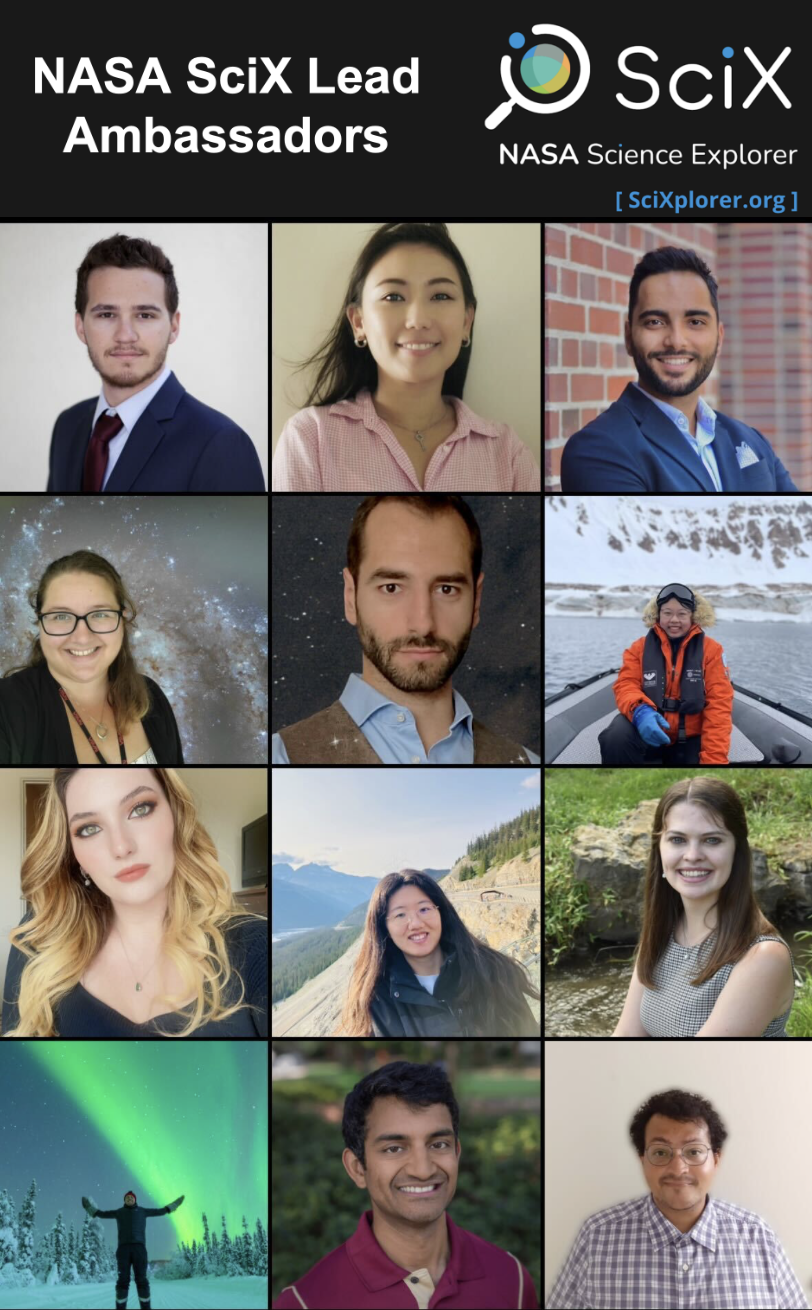 NASA SciX Lead
Ambassadors
SciX
NASA Science Explorer
[ SciXplorer.org ]